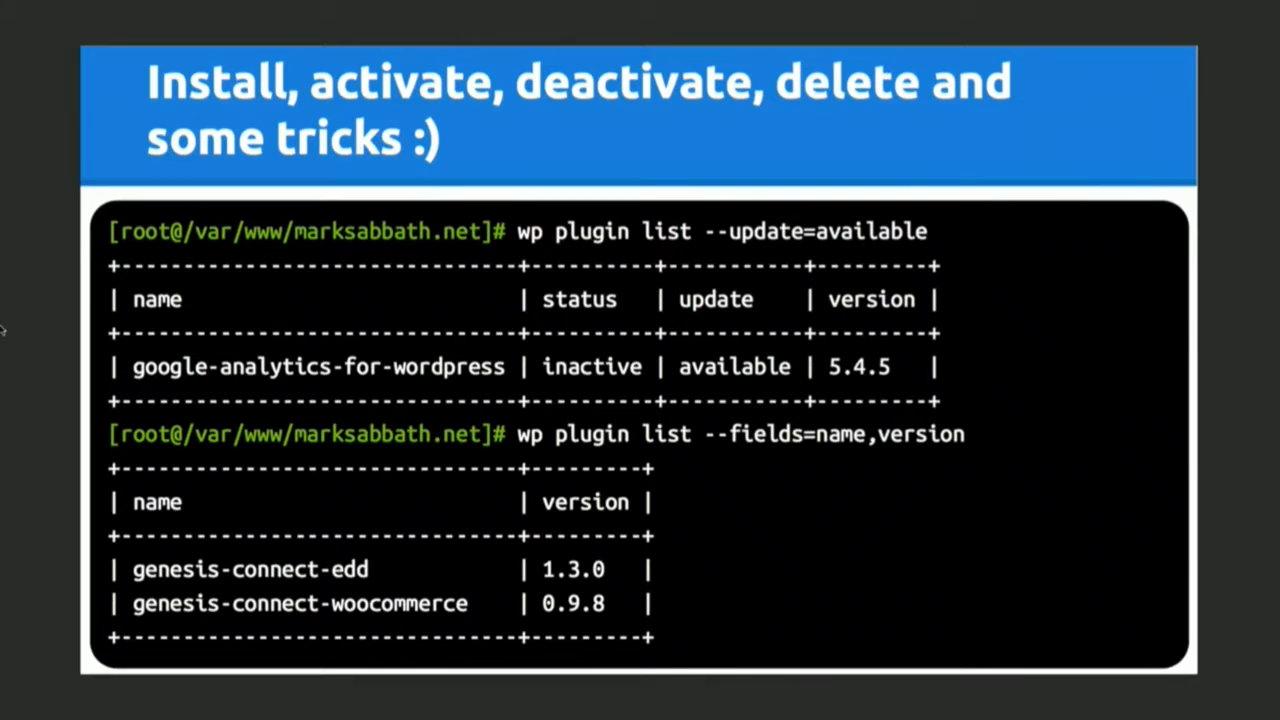 Install, activate, deactivate, delete and
some tricks :)
[root@/var/www/marksabbath.net]# wp plugin list --update=available
+---------------------------------+----------+-----------+---------+
| name                            | status   | update    | version |
+---------------------------------+----------+-----------+---------+
| google-analytics-for-wordpress | inactive | available | 5.4.5   |
+---------------------------------+----------+-----------+---------+
[root@/var/www/marksabbath.net]# wp plugin list --fields=name,version
+---------------------------------+---------+
| name                            | version |
+---------------------------------+---------+
| genesis-connect-edd             | 1.3.0   |
| genesis-connect-woocommerce     | 0.9.8   |
+---------------------------------+---------+